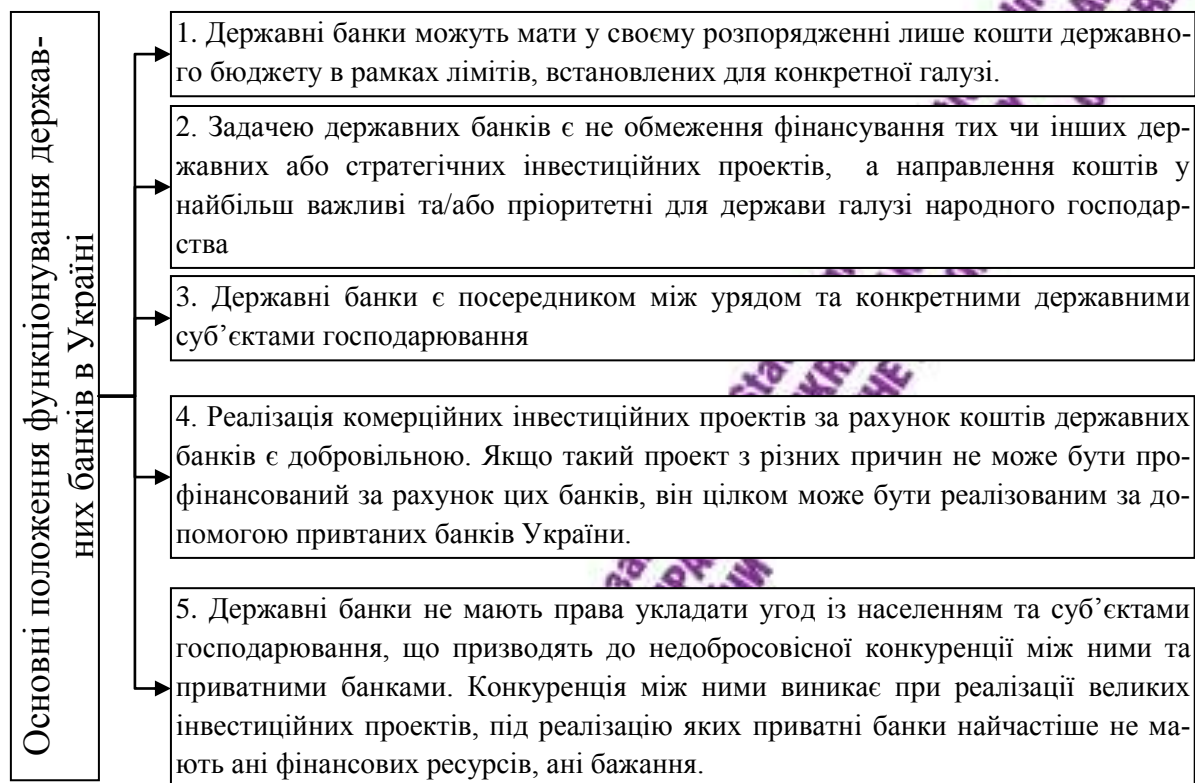 Основні положення функціонування держав-
них банків в Україні
1. Державні банки можуть мати у своєму розпорядженні лише кошти державно-
го бюджету в рамках лімітів, встановлених для конкретної галузі.
2. Задачею державних банків є не обмеження фінансування тих чи інших дер-
жавних або стратегічних інвестиційних проектів, а направлення коштів у
найбільш важливі та/або пріоритетні для держави галузі народного господар-
ства
3. Державні банки є посередником між урядом та конкретними державними
суб’єктами господарювання
4. Реалізація комерційних інвестиційних проектів за рахунок коштів державних
банків є добровільною. Якщо такий проект з різних причин не може бути про-
фінансований за рахунок цих банків, він цілком може бути реалізованим за до-
помогою привтаних банків України.
5. Державні банки не мають права укладати угод із населенням та суб’єктами
господарювання, що призводять до недобросовісної конкуренції між ними та
приватними банками. Конкуренція між ними виникає при реалізації великих
інвестиційних проектів, під реалізацію яких приватні банки найчастіше не ма-
ють ані фінансових ресурсів, ані бажання.